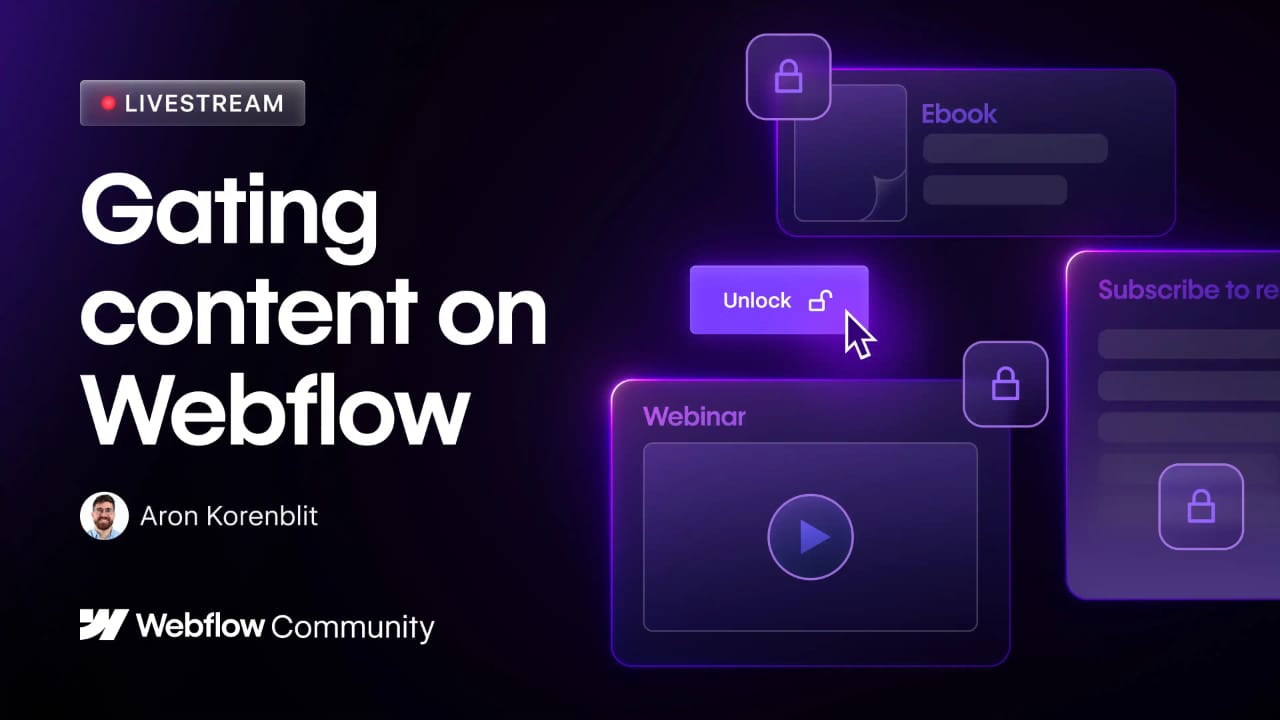 LIVESTREAM
Gating
content on
Webflow
Aron Korenblit
Webflow Community
Ebook
Unlock
Webinar
Subscribe to re